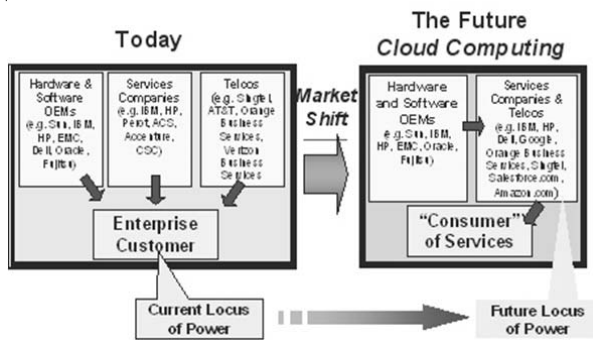 Today
The Future
Cloud Computing
Hardware &
Software
OEMs
(e.g. Sun, IBM,
HP, EMC,
Dell, Oracle,
Fujitsu)
Services
Companies
(e.g. IBM, HP,
Perot, ACS,
Accenture,
CSC)
Telcos
(e.g. Singtel,
AT&T, Orange
Business
Services,
Verizon
Business
Services
Enterprise
Customer
Current Locus
of Power
Market
Shift
Hardware
and Software
OEMs
(e.g. Sun, IBM,
HP, EMC, Oracle,
Fujitsu)
Services
Companies &
Telcos
(e.g. IBM, HP,
Dell, Google,
Orange Business
Services, Singtel,
Salesforce.com,
Amazon.com)
"Consumer"
of Services
Future Locus
of Power